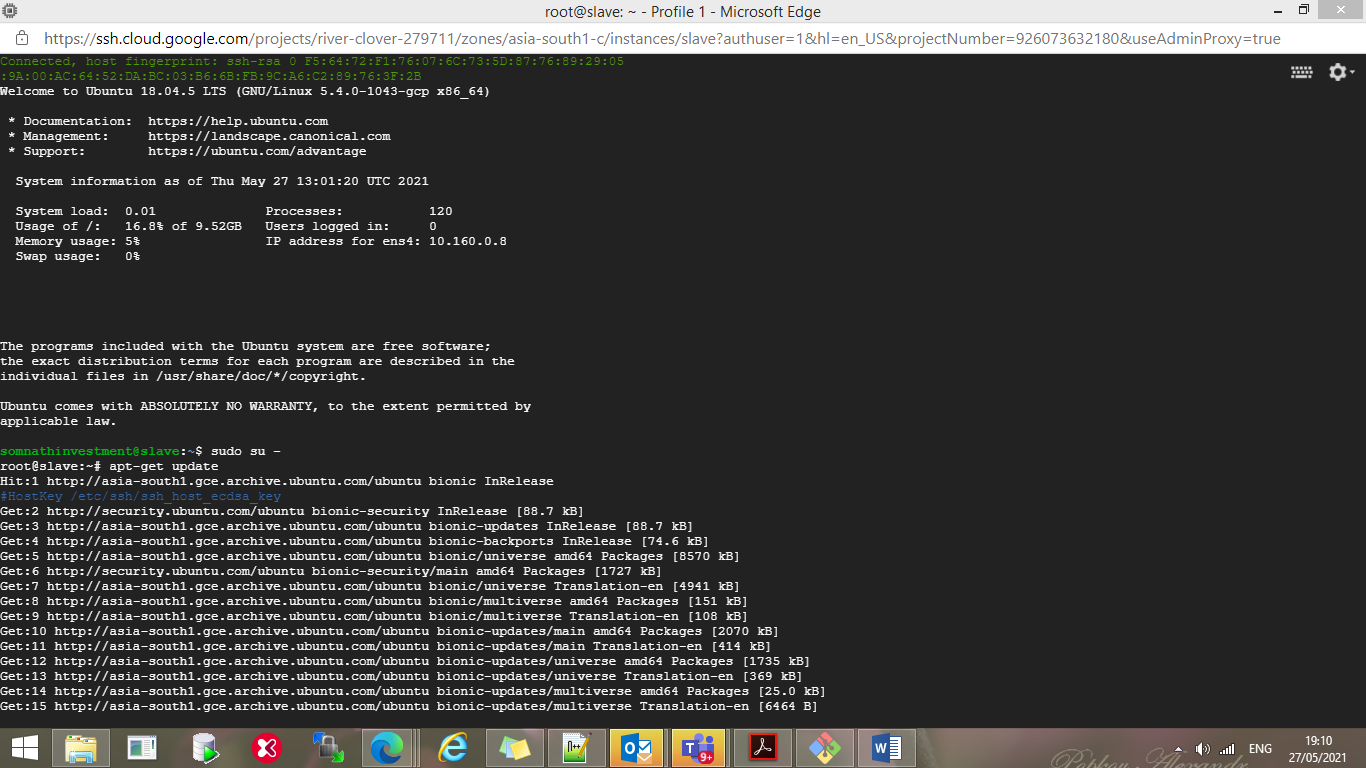 root@slave: ~ - Profile 1 - Microsoft Edge
https://ssh.cloud.google.com/projects/river-clover-279711/zones/asia-south1-c/instances/slave?authuser=1&hl=en_US&projectNumber=926073632180&useAdminProxy=true
Connected, host fingerprint: ssh-rsa 0 F5:64:72:F1:76:07:6C:73:5D:87:76:89:29:05
:9A:00:AC:64:52:DA:BC:03:B6:6B:FB:9C:A6:C2:89:76:3F:2B
Welcome to Ubuntu 18.04.5 LTS (GNU/Linux 5.4.0-1043-gcp x86_64)
* Documentation: https://help.ubuntu.com
* Management: https://landscape.canonical.com
* Support: https://ubuntu.com/advantage
System information as of Thu May 27 13:01:20 UTC 2021
System load: 0.01 Processes: 120
Usage of /: 16.8% of 9.52GB Users logged in: 0
Memory usage: 5% IP address for ens4: 10.160.0.8
Swap usage: 0%
The programs included with the Ubuntu system are free software;
the exact distribution terms for each program are described in the
individual files in /usr/share/doc/*/copyright.
Ubuntu comes with ABSOLUTELY NO WARRANTY, to the extent permitted by
applicable law.
somnathinvestment@slave:~$ sudo su -
root@slave:~# apt-get update
Hit:1 http://asia-south1.gce.archive.ubuntu.com/ubuntu bionic InRelease
#HostKey /etc/ssh/ssh_host_ecdsa_key
Get:2 http://security.ubuntu.com/ubuntu bionic-security InRelease [88.7 kB]
Get:3 http://asia-south1.gce.archive.ubuntu.com/ubuntu bionic-updates InRelease [88.7 kB]
Get:4 http://asia-south1.gce.archive.ubuntu.com/ubuntu bionic-backports InRelease [74.6 kB]
Get:5 http://asia-south1.gce.archive.ubuntu.com/ubuntu bionic/universe amd64 Packages [8570 kB]
Get:6 http://security.ubuntu.com/ubuntu bionic-security/main amd64 Packages [1727 kB]
Get:7 http://asia-south1.gce.archive.ubuntu.com/ubuntu bionic/universe Translation-en [4941 kB]
Get:8 http://asia-south1.gce.archive.ubuntu.com/ubuntu bionic/multiverse amd64 Packages [151 kB]
Get:9 http://asia-south1.gce.archive.ubuntu.com/ubuntu bionic/multiverse Translation-en [108 kB]
Get:10 http://asia-south1.gce.archive.ubuntu.com/ubuntu bionic-updates/main amd64 Packages [2070 kB]
Get:11 http://asia-south1.gce.archive.ubuntu.com/ubuntu bionic-updates/main Translation-en [414 kB]
Get:12 http://asia-south1.gce.archive.ubuntu.com/ubuntu bionic-updates/universe amd64 Packages [1735 kB]
Get:13 http://asia-south1.gce.archive.ubuntu.com/ubuntu bionic-updates/universe Translation-en [369 kB]
Get:14 http://asia-south1.gce.archive.ubuntu.com/ubuntu bionic-updates/multiverse amd64 Packages [25.0 kB]
Get:15 http://asia-south1.gce.archive.ubuntu.com/ubuntu bionic-updates/multiverse Translation-en [6464 B]
9+
ENG
19:10
27/05/2021